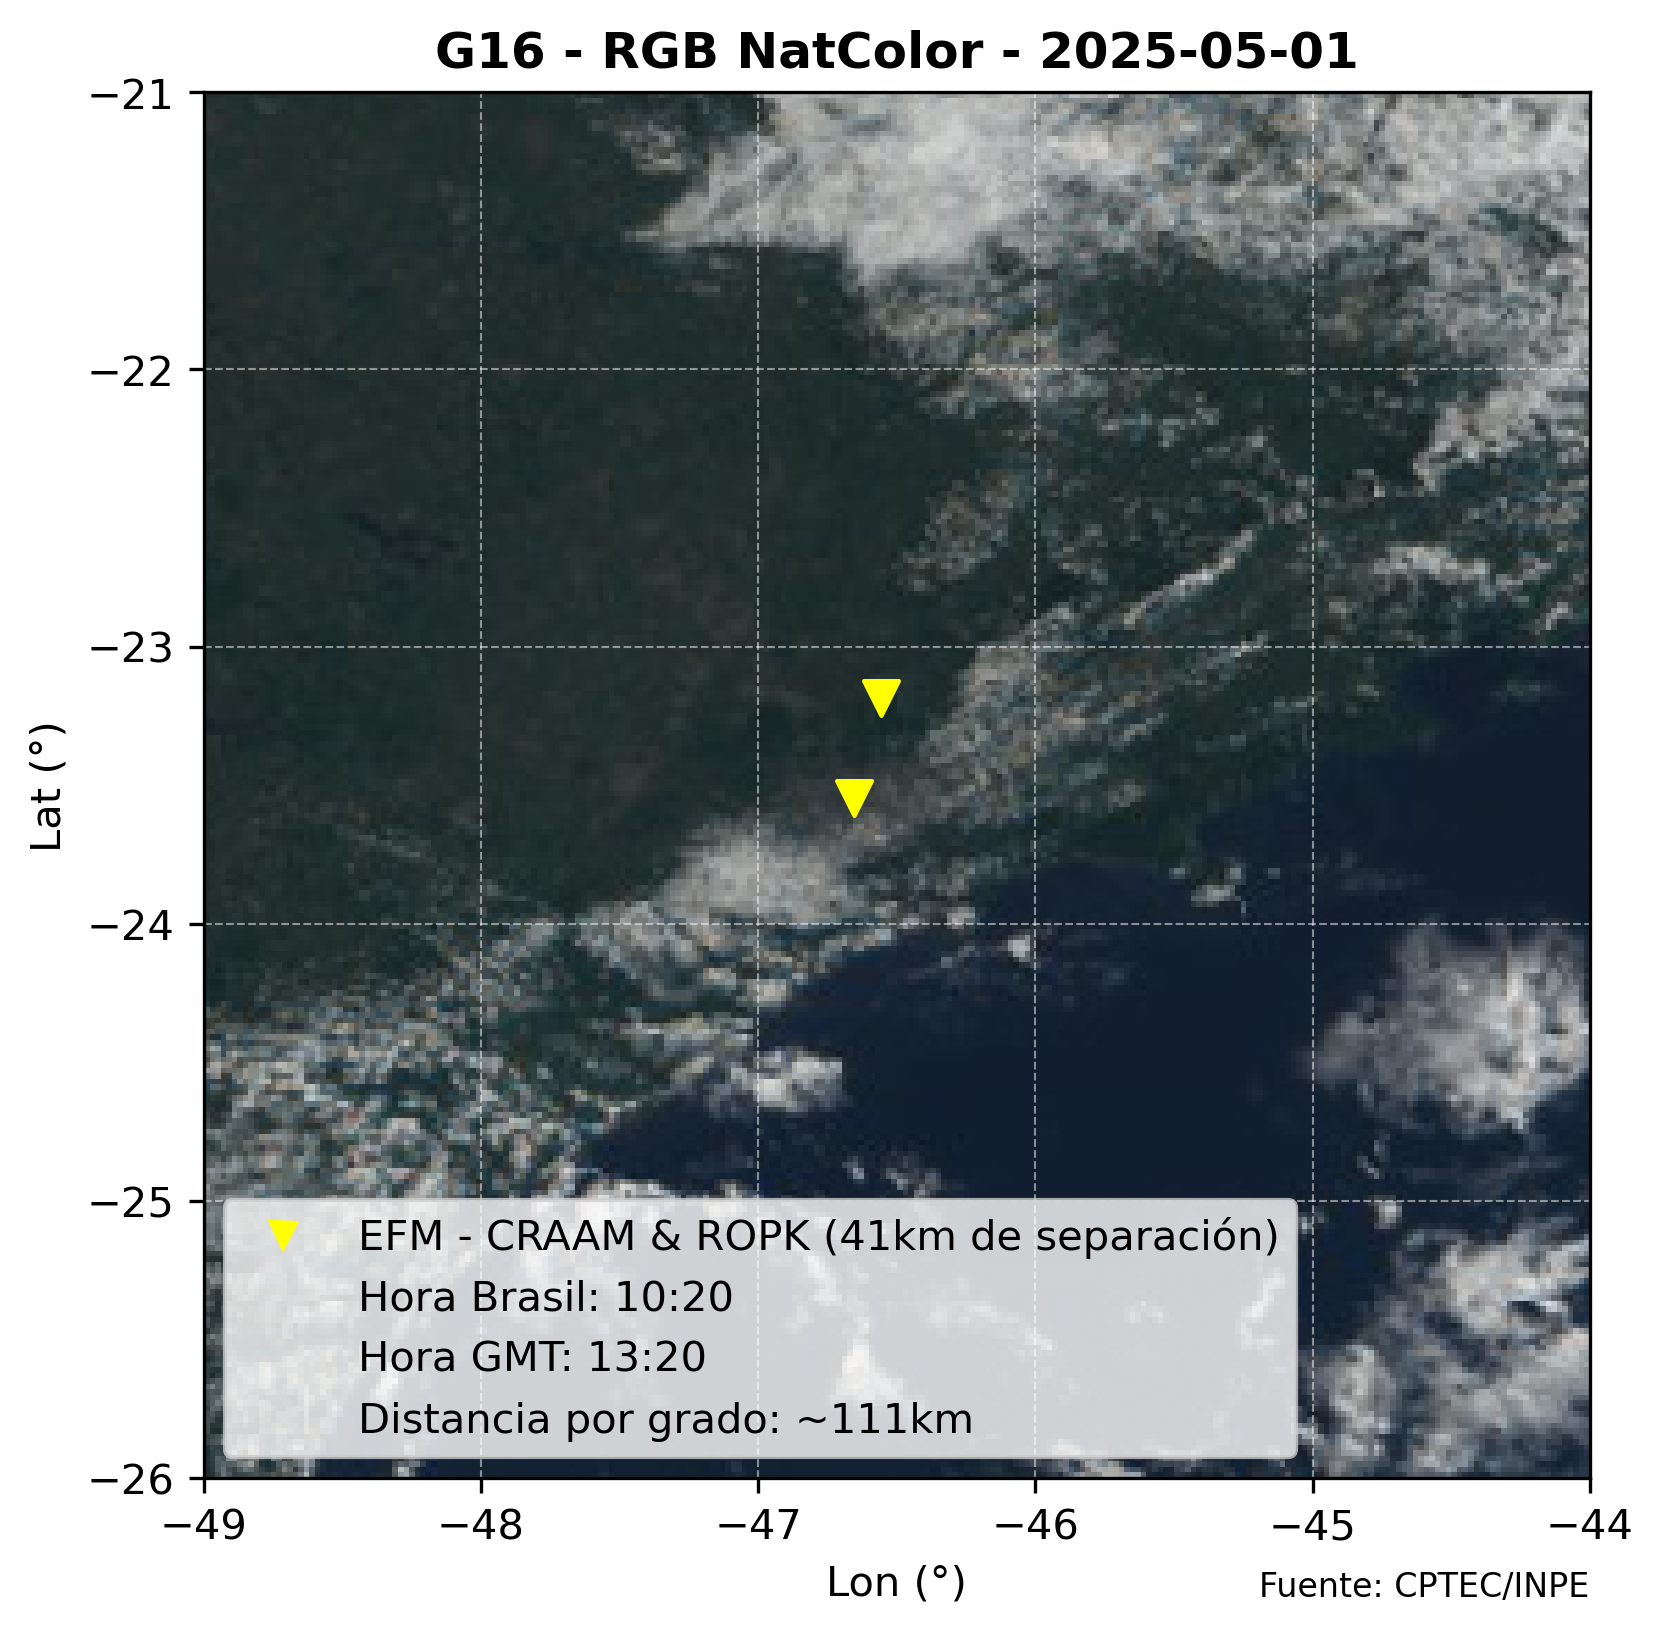 G16 - RGB NatColor - 2025-05-01
−21
−22
−23
−24
−25
−26
Lat (°)
EFM - CRAAM & ROPK (41km de separación)
Hora Brasil: 10:20
Hora GMT: 13:20
Distancia por grado: ~111km
−49 −48 −47 −46 −45 −44
Lon (°)
Fuente: CPTEC/INPE